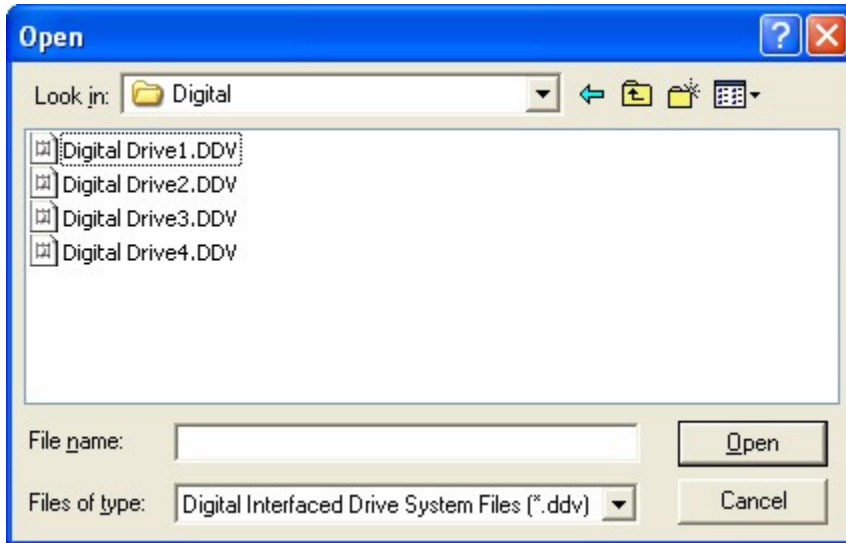 Open
Look in: Digital
Digital Drive1.DDV
Digital Drive2.DDV
Digital Drive3.DDV
Digital Drive4.DDV
File name: Open
Files of type: Digital Interfaced Drive System Files (*.ddv) Cancel